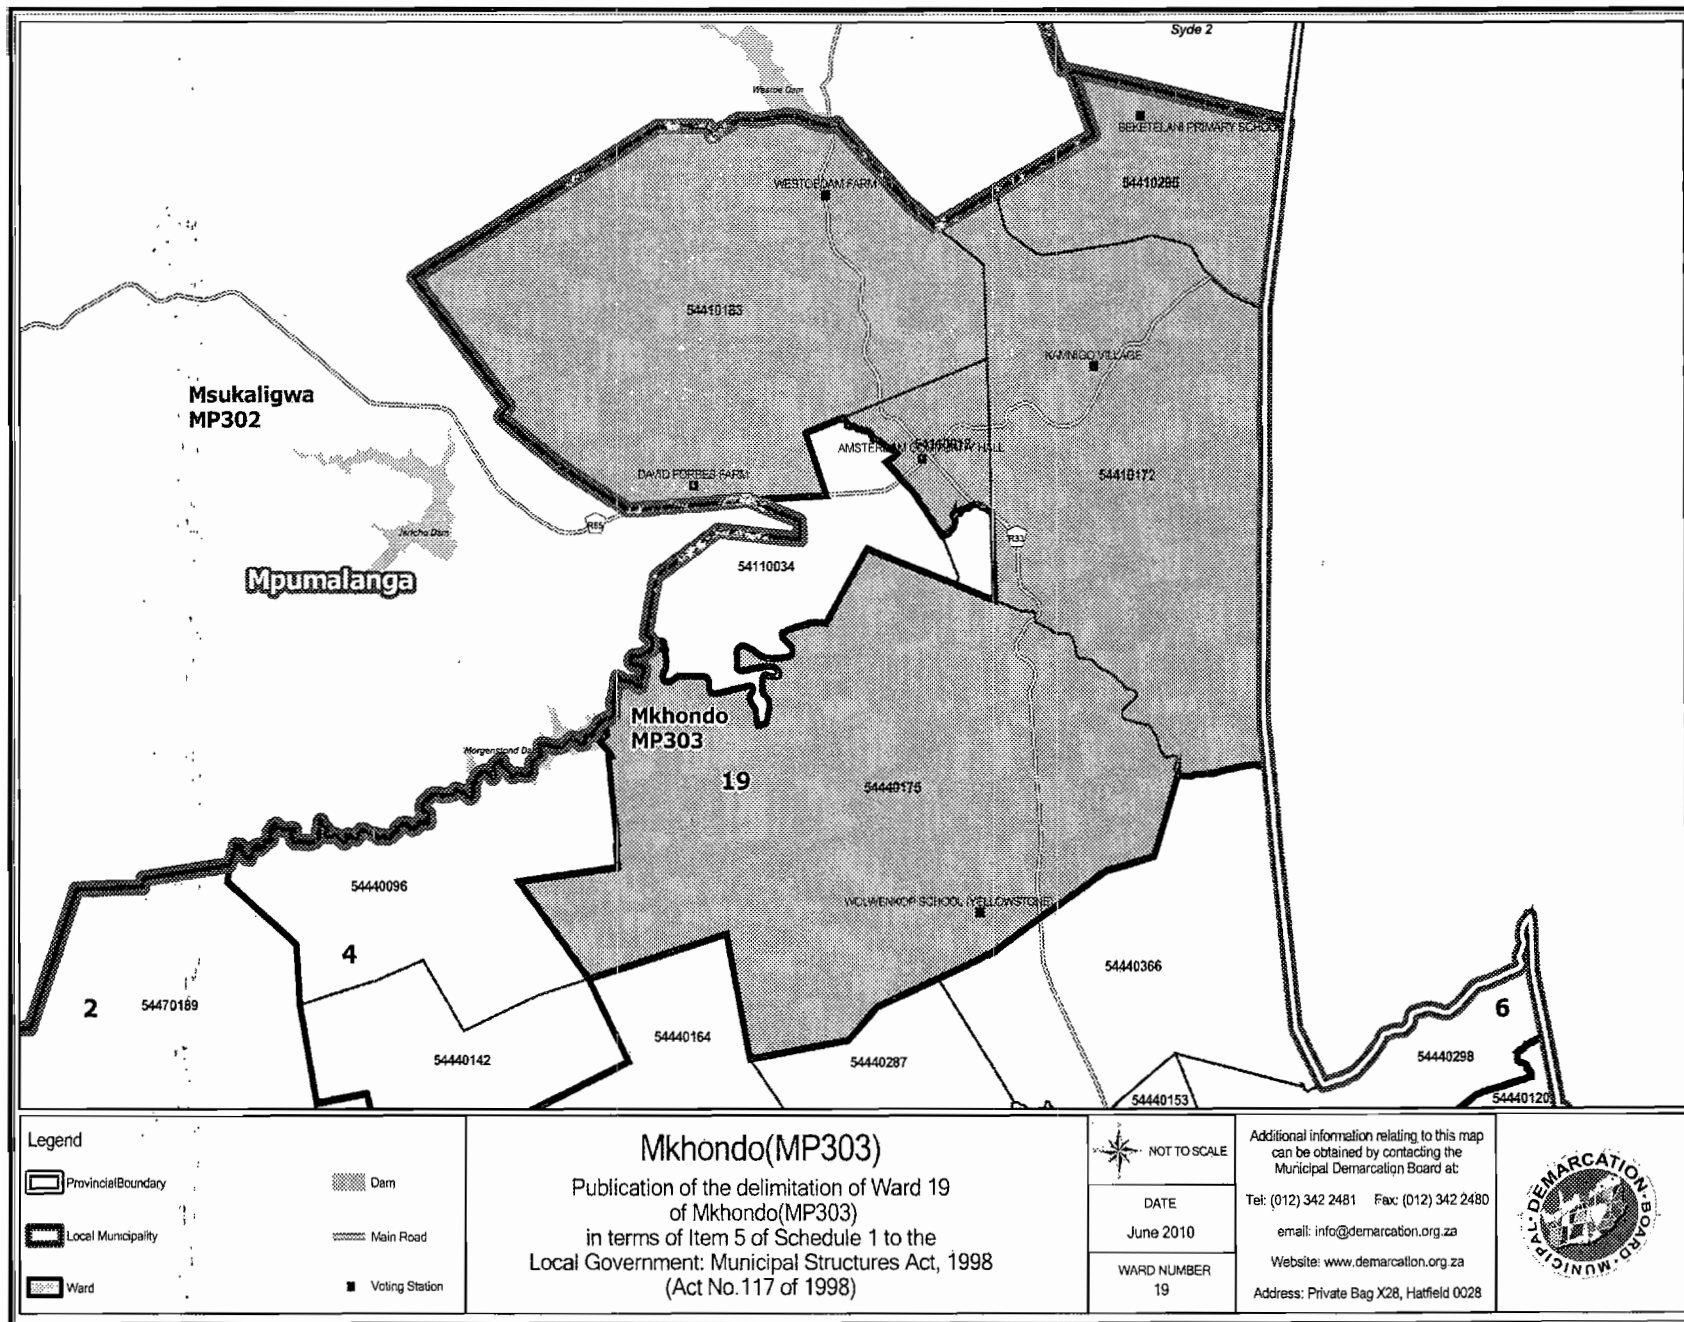 Syde 2
Westoe Dam
BEKETELANI PRIMARY SCHOOL
WESTOEDAM FARM
54410295
54410183
KAMNIGO VILLAGE
Msukaligwa
MP302
AMSTERDAM COMMUNITY HALL
DAVID FORBES FARM
54410172
Jericho Dam
R65
R33
54110034
Mpumalanga
Mkhondo
MP303
Morgenstond Dam
19
54440175
54440096
WOLWENKOP SCHOOL (YELLOWSTONE)
4
54440366
2
54470189
6
54440164
54440142
54440287
54440298
54440153
54440120
Legend
ProvincialBoundary
Dam
Local Municipality
Main Road
Ward
Voting Station
Mkhondo(MP303)
Publication of the delimitation of Ward 19
of Mkhondo(MP303)
in terms of Item 5 of Schedule 1 to the
Local Government: Municipal Structures Act, 1998
(Act No.117 of 1998)
NOT TO SCALE
DATE
June 2010
WARD NUMBER
19
Additional information relating to this map
can be obtained by contacting the
Municipal Demarcation Board at:
Tel: (012) 342 2481 Fax: (012) 342 2480
email: info@demarcation.org.za
Website: www.demarcation.org.za
Address: Private Bag X28, Hatfield 0028
MUNICIPAL DEMARCATION BOARD